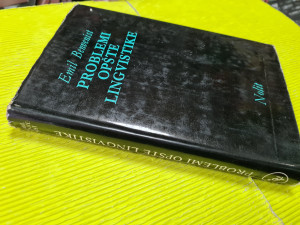 Emil Benvenist
PROBLEMI
OPŠTE
LINGVISTIKE
Nolit
PROBLEMI OPŠTE LINGVISTIKE